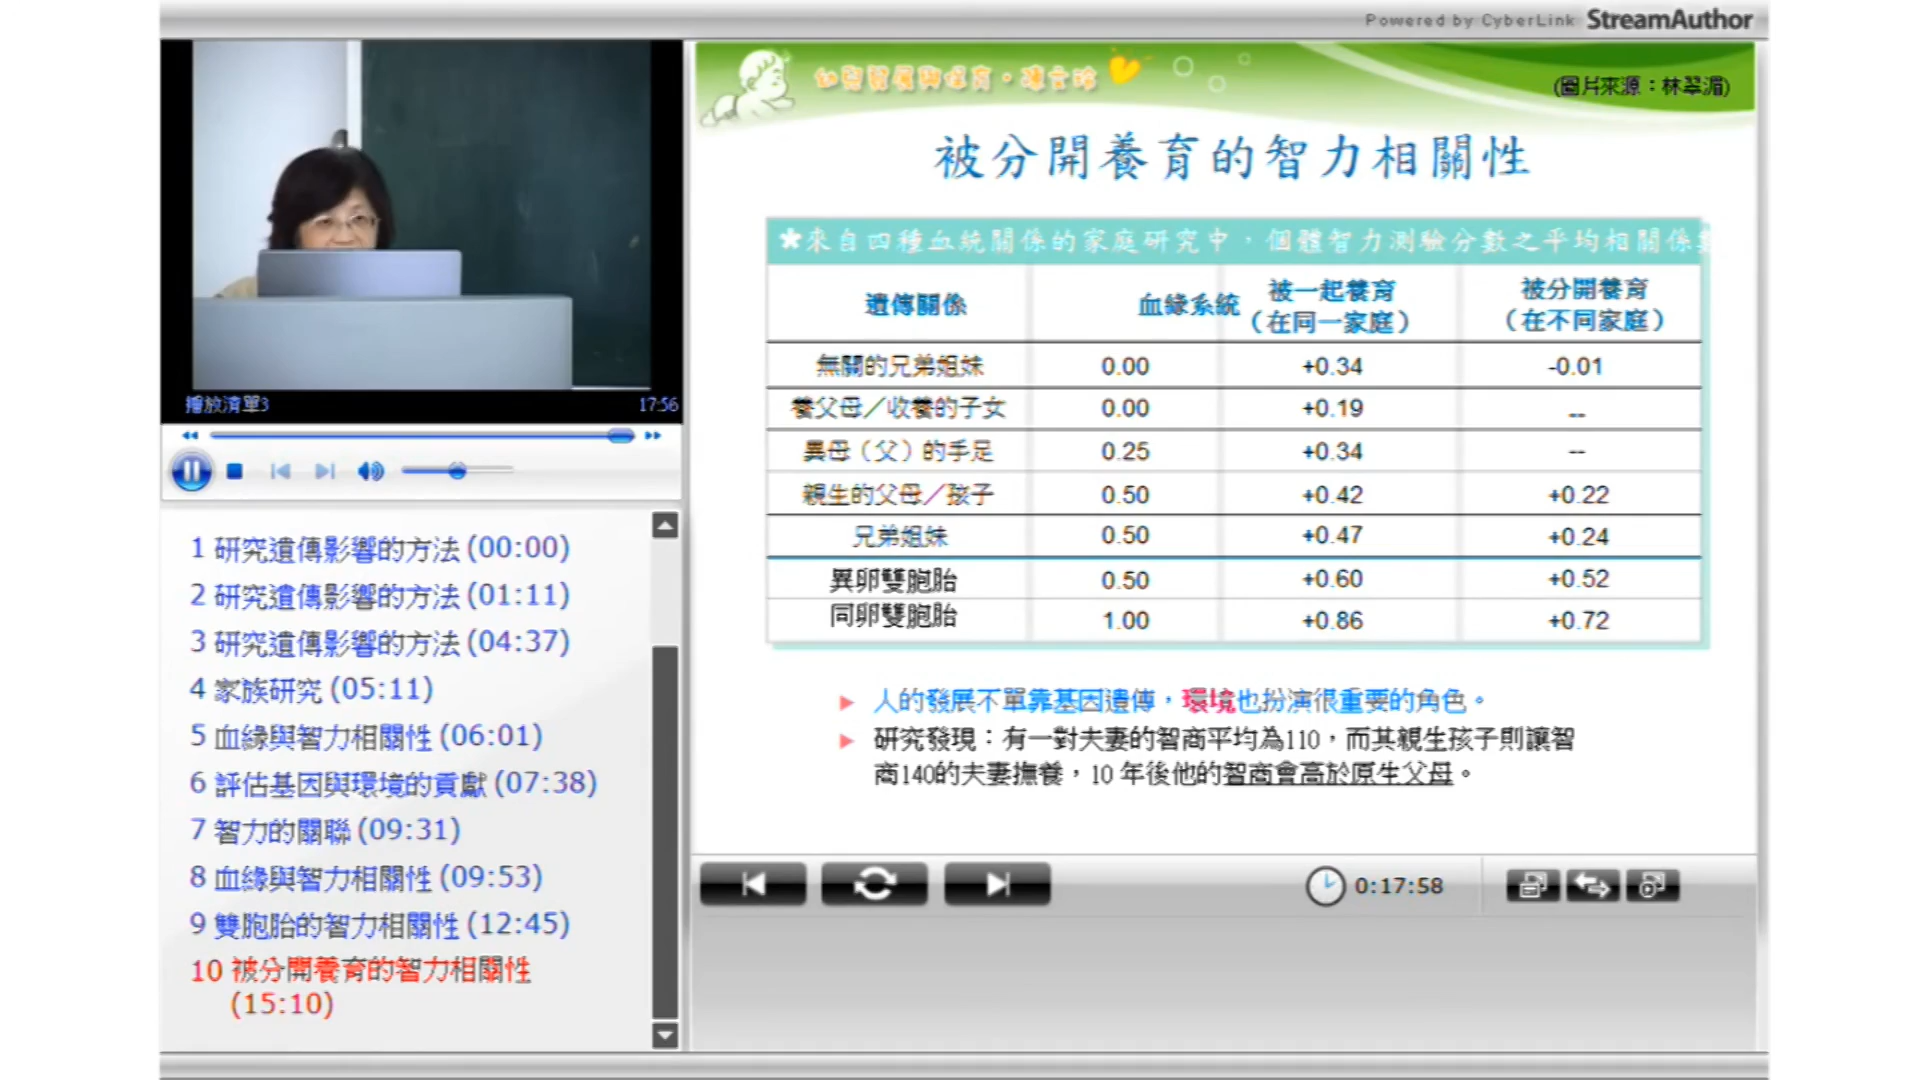 Powered by CyberLink StreamAuthor
播放清單3
17:56
1 研究遺傳影響的方法 (00:00)
2 研究遺傳影響的方法 (01:11)
3 研究遺傳影響的方法 (04:37)
4 家族研究 (05:11)
5 血緣與智力相關性 (06:01)
6 評估基因與環境的貢獻 (07:38)
7 智力的關聯 (09:31)
8 血緣與智力相關性 (09:53)
9 雙胞胎的智力相關性 (12:45)
10 被分開養育的智力相關性
(15:10)
幼兒發展與保育。
(圖片來源：林翠湄)
被分開養育的智力相關性
★來自四種血統關係的家庭研究中，個體智力測驗分數之平均相關係
遺傳關係 血緣系統 被一起養育（在同一家庭） 被分開養育（在不同家庭）
無關的兄弟姐妹 0.00 +0.34 -0.01
養父母／收養的子女 0.00 +0.19 --
異母（父）的手足 0.25 +0.34 --
親生的父母／孩子 0.50 +0.42 +0.22
兄弟姐妹 0.50 +0.47 +0.24
異卵雙胞胎 0.50 +0.60 +0.52
同卵雙胞胎 1.00 +0.86 +0.72
人的發展不單靠基因遺傳，環境也扮演很重要的角色。
研究發現：有一對夫妻的智商平均為110，而其親生孩子則讓智
商140的夫妻撫養，10 年後他的智商會高於原生父母。
0:17:58